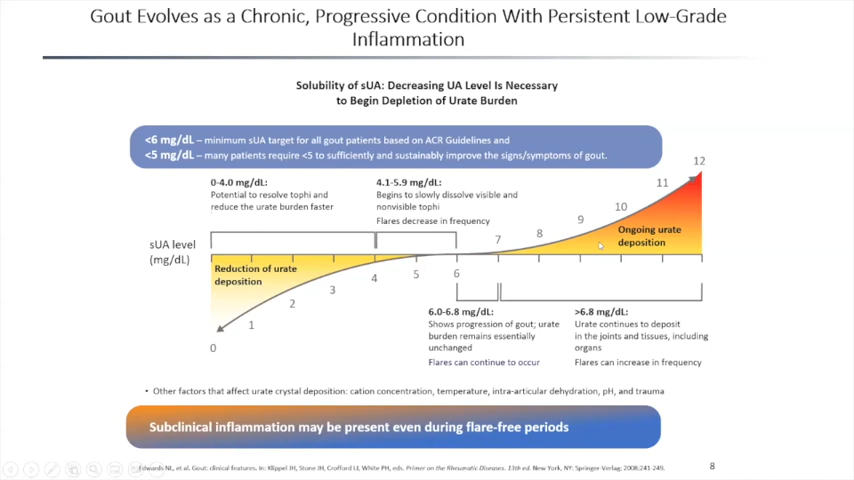 Gout Evolves as a Chronic, Progressive Condition With Persistent Low-Grade
Inflammation
Solubility of sUA: Decreasing UA Level Is Necessary
to Begin Depletion of Urate Burden
<6 mg/dL – minimum sUA target for all gout patients based on ACR Guidelines and
<5 mg/dL – many patients require <5 to sufficiently and sustainably improve the signs/symptoms of gout.
0-4.0 mg/dL:
Potential to resolve tophi and
reduce the urate burden faster
4.1-5.9 mg/dL:
Begins to slowly dissolve visible and
nonvisible tophi
Flares decrease in frequency
12
11
10
9
8
7
Ongoing urate
deposition
sUA level
(mg/dL)
Reduction of urate
deposition
0
1
2
3
4
5
6
6.0-6.8 mg/dL:
Shows progression of gout; urate
burden remains essentially
unchanged
Flares can continue to occur
>6.8 mg/dL:
Urate continues to deposit
in the joints and tissues, including
organs
Flares can increase in frequency
• Other factors that affect urate crystal deposition: cation concentration, temperature, intra-articular dehydration, pH, and trauma
Subclinical inflammation may be present even during flare-free periods
Edwards NL, et al. Gout: clinical features. In: Klippel JH, Stone JH, Crofford LJ, White PH, eds. Primer on the Rheumatic Diseases. 13th ed. New York, NY: Springer-Verlag; 2008:241-249.
8